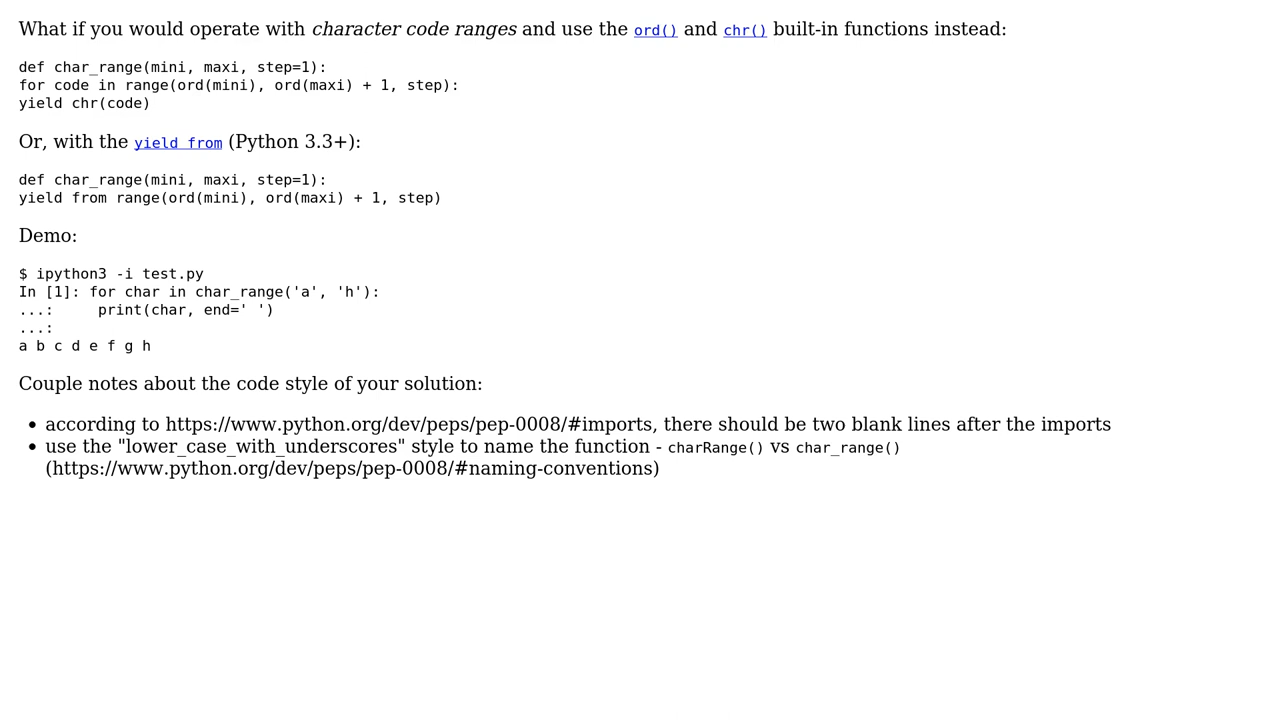 What if you would operate with character code ranges and use the ord() and chr() built-in functions instead:
def char_range(mini, maxi, step=1):
for code in range(ord(mini), ord(maxi) + 1, step):
yield chr(code)
Or, with the yield from (Python 3.3+):
def char_range(mini, maxi, step=1):
yield from range(ord(mini), ord(maxi) + 1, step)
Demo:
$ ipython3 -i test.py
In [1]: for char in char_range('a', 'h'):
...:     print(char, end=' ')
...:
a b c d e f g h
Couple notes about the code style of your solution:
• according to https://www.python.org/dev/peps/pep-0008/#imports, there should be two blank lines after the imports
• use the "lower_case_with_underscores" style to name the function - charRange() vs char_range()
(https://www.python.org/dev/peps/pep-0008/#naming-conventions)